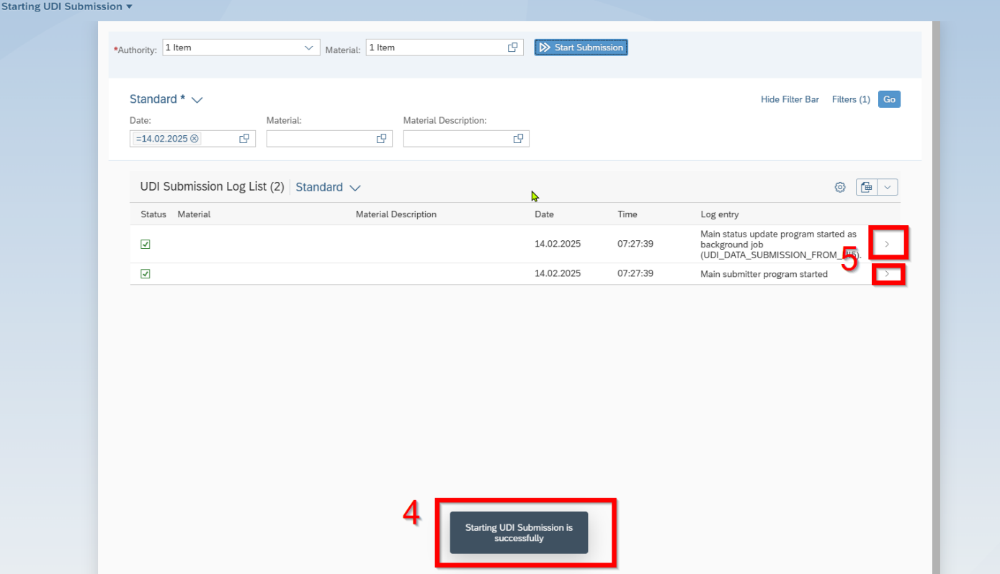 Starting UDI Submission
*Authority: 1 Item Material: 1 Item Start Submission
Standard * Hide Filter Bar Filters (1) Go
Date: Material: Material Description:
=14.02.2025
UDI Submission Log List (2) Standard
Status Material Material Description Date Time Log entry
14.02.2025 07:27:39 Main status update program started as
background job
(UDI_DATA_SUBMISSION_FROM_UI5).
5
14.02.2025 07:27:39 Main submitter program started
4
Starting UDI Submission is
successfully